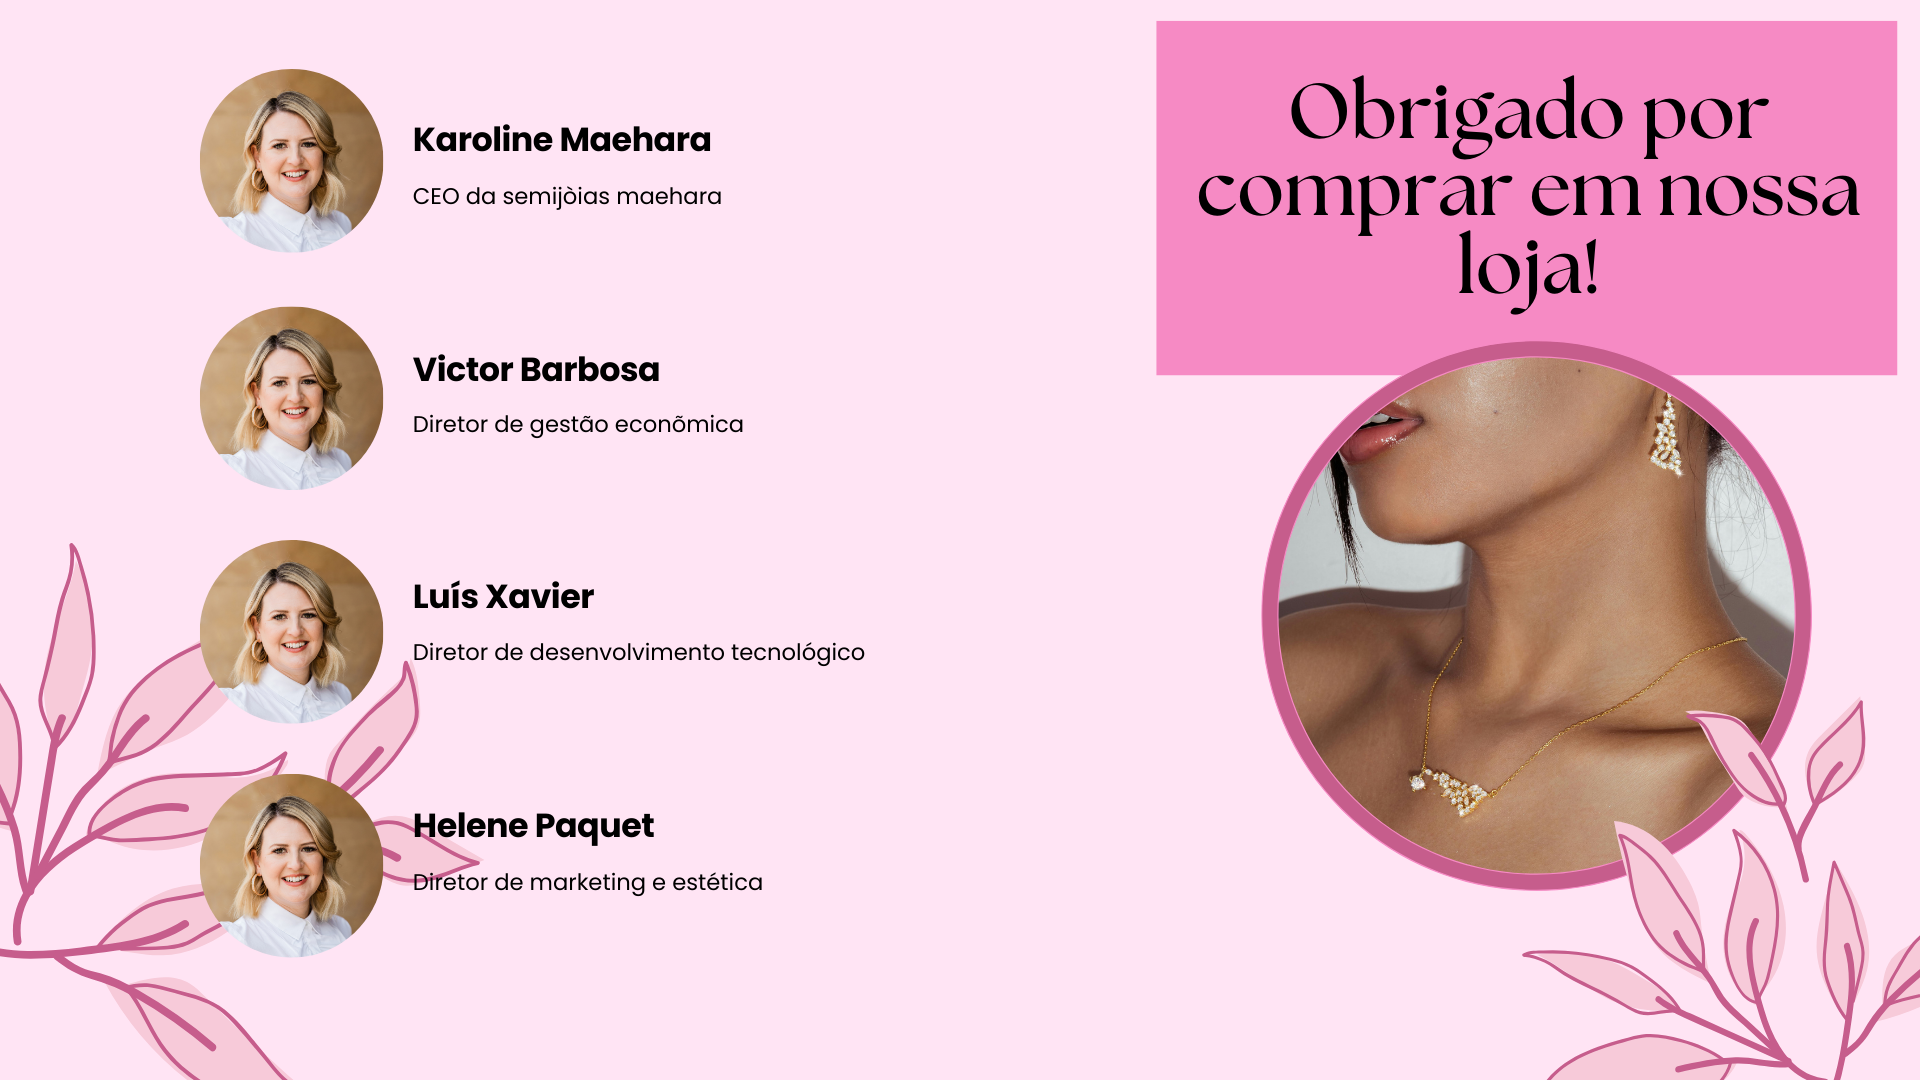 Karoline Maehara
CEO da semijòias maehara
Victor Barbosa
Diretor de gestão econõmica
Luís Xavier
Diretor de desenvolvimento tecnológico
Helene Paquet
Diretor de marketing e estética
Obrigado por
comprar em nossa
loja!